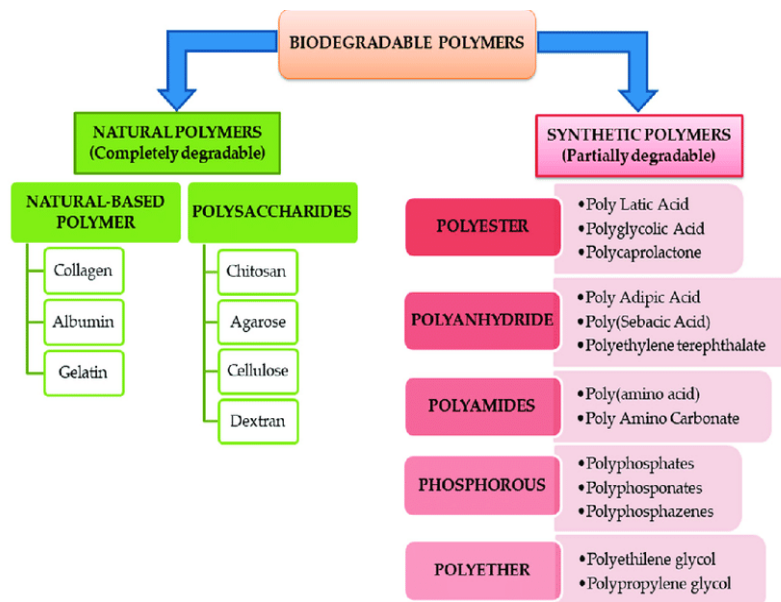 BIODEGRADABLE POLYMERS
NATURAL POLYMERS
(Completely degradable)
NATURAL-BASED
POLYMER
Collagen
Albumin
Gelatin
POLYSACCHARIDES
Chitosan
Agarose
Cellulose
Dextran
SYNTHETIC POLYMERS
(Partially degradable)
POLYESTER
•Poly Latic Acid
•Polyglycolic Acid
•Polycaprolactone
POLYANHYDRIDE
•Poly Adipic Acid
•Poly(Sebacic Acid)
•Polyethylene terephthalate
POLYAMIDES
•Poly(amino acid)
•Poly Amino Carbonate
PHOSPHOROUS
•Polyphosphates
•Polyphosponates
•Polyphosphazenes
POLYETHER
•Polyethilene glycol
•Polypropylene glycol